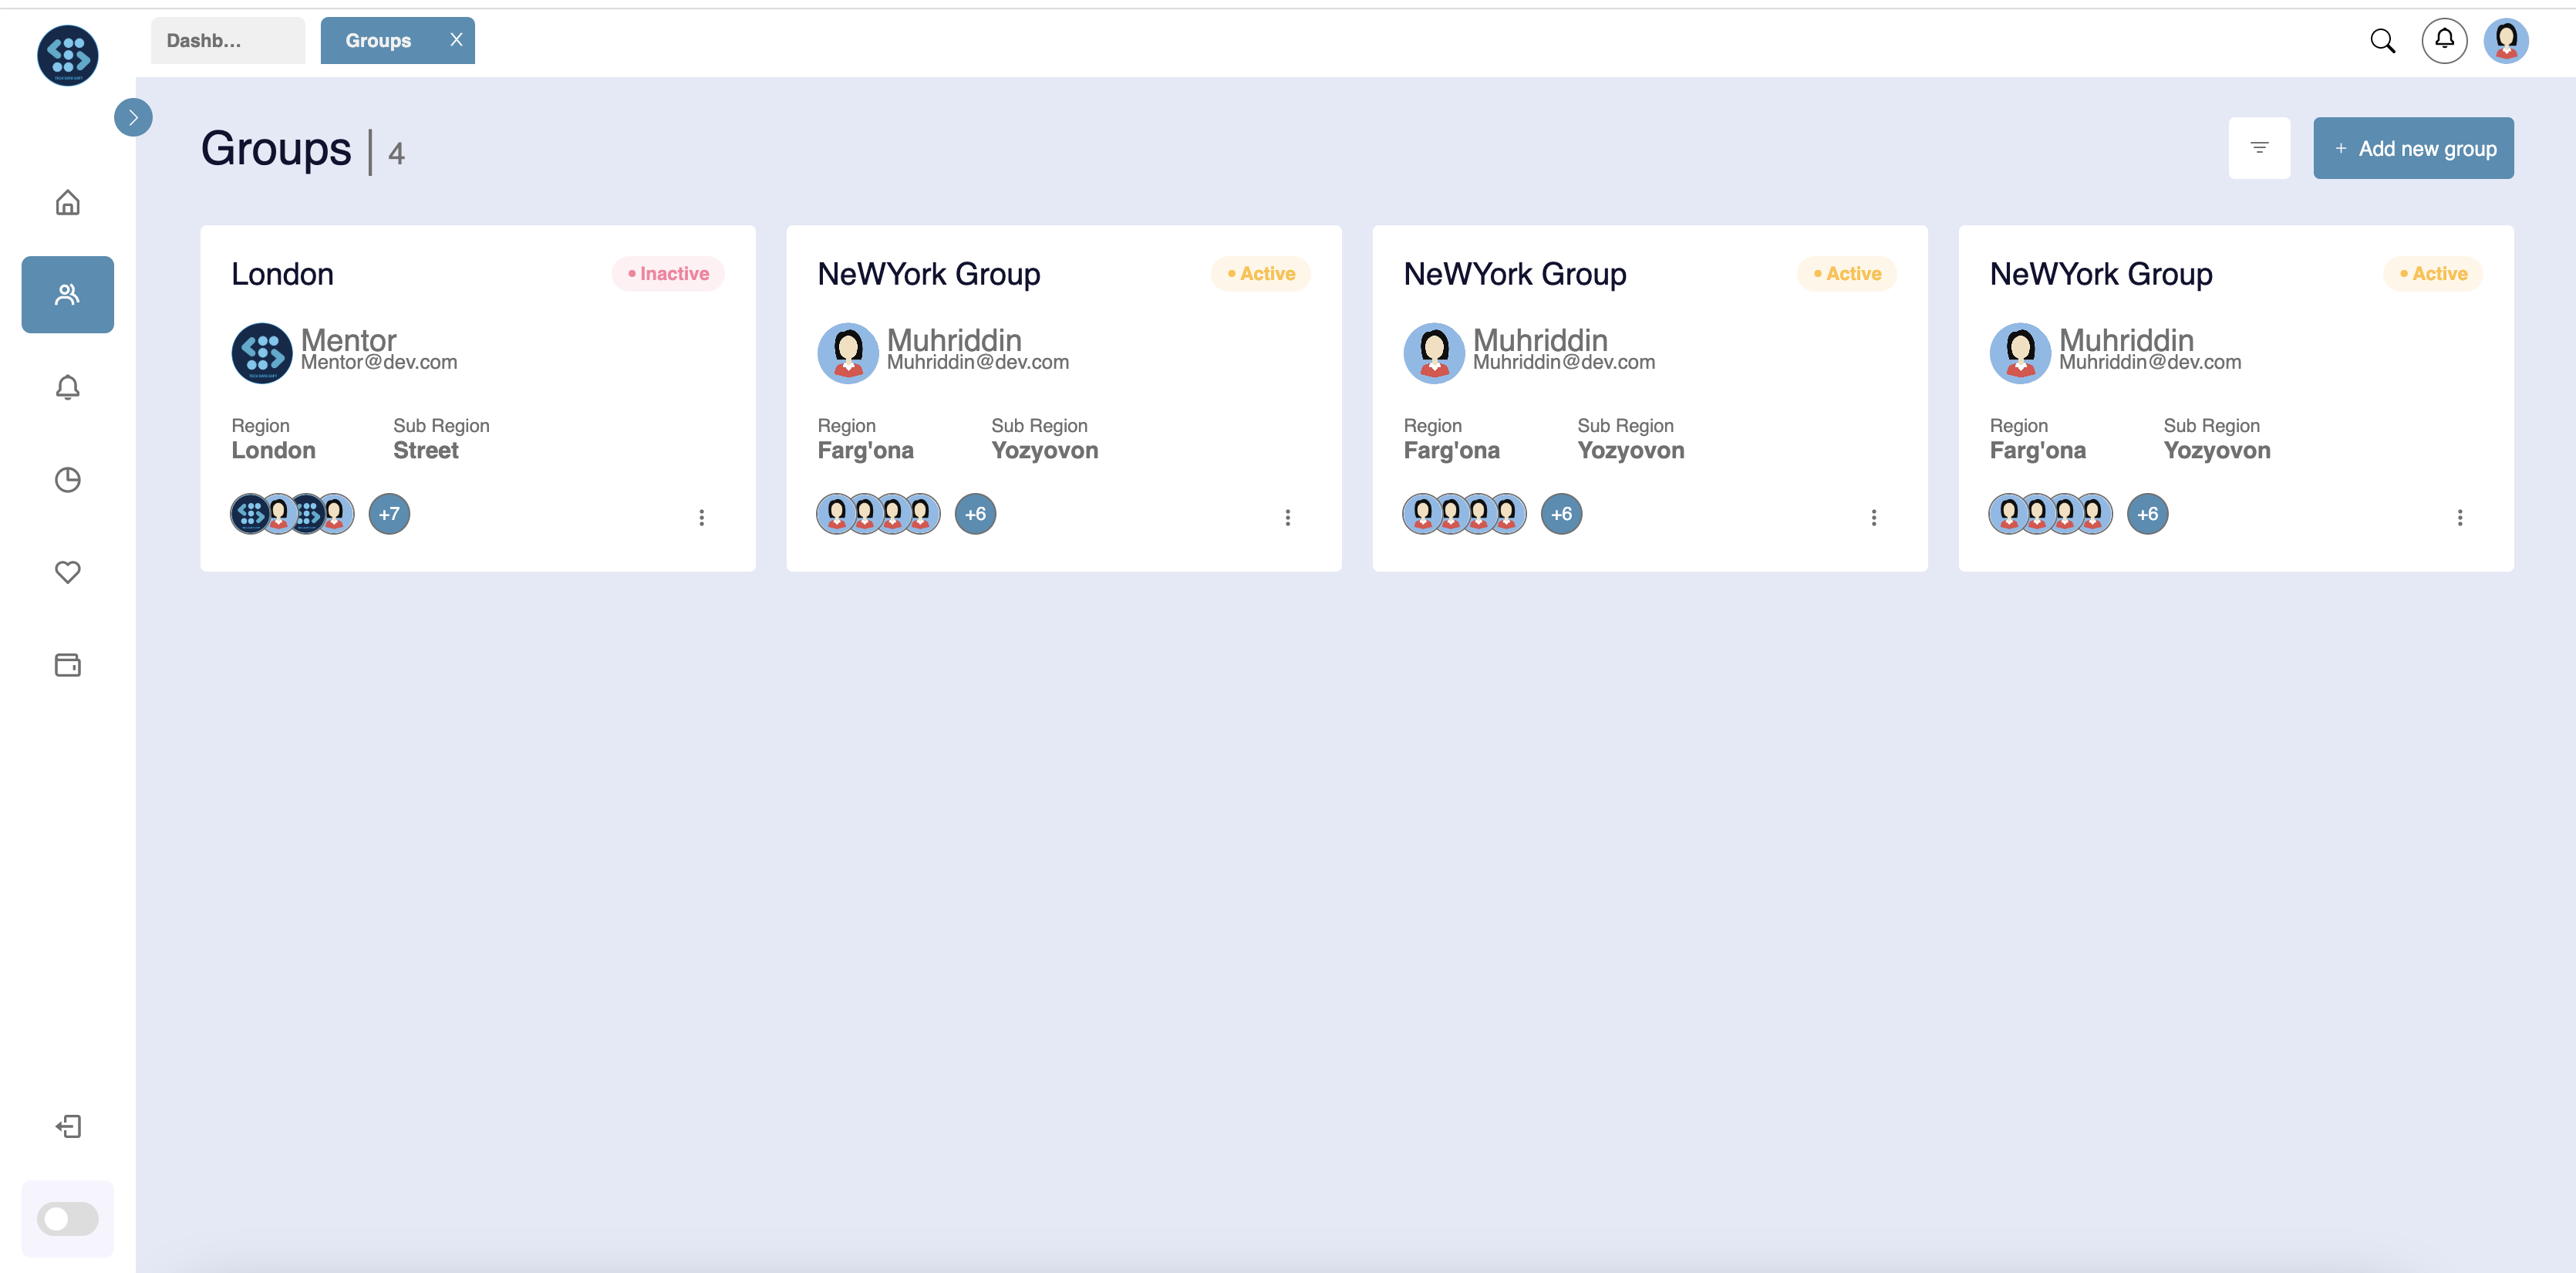 Dashb...
Groups X
Groups | 4
+ Add new group
London
Inactive
Mentor
Mentor@dev.com
Region
Sub Region
London
Street
+7
NeWYork Group
Active
Muhriddin
Muhriddin@dev.com
Region
Sub Region
Farg'ona
Yozyovon
+6
NeWYork Group
Active
Muhriddin
Muhriddin@dev.com
Region
Sub Region
Farg'ona
Yozyovon
+6
NeWYork Group
Active
Muhriddin
Muhriddin@dev.com
Region
Sub Region
Farg'ona
Yozyovon
+6